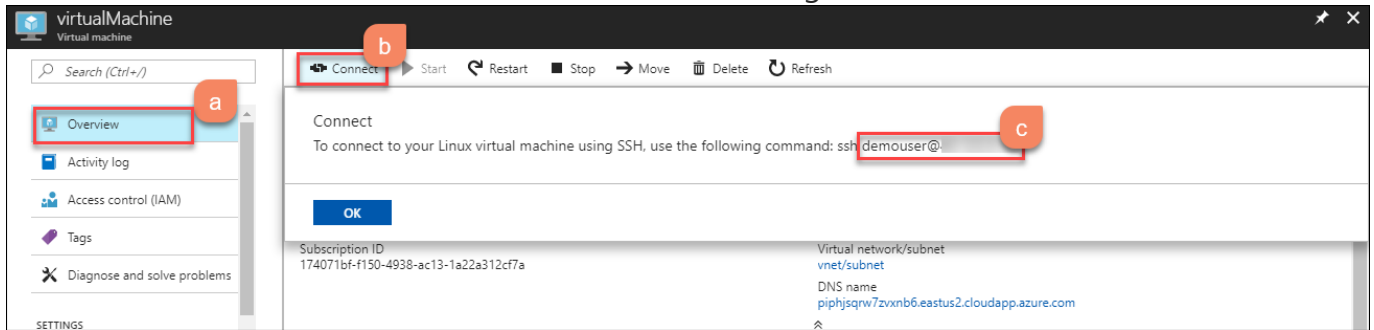 virtualMachine
Virtual machine
Search (Ctrl+/)
a
Overview
Activity log
Access control (IAM)
Tags
Diagnose and solve problems
SETTINGS
b
Connect Start Restart Stop Move Delete Refresh
Connect
c
To connect to your Linux virtual machine using SSH, use the following command: ssh demouser@
OK
Subscription ID
174071bf-f150-4938-ac13-1a22a312cf7a
Virtual network/subnet
vnet/subnet
DNS name
piphjsqrw7zvxnb6.eastus2.cloudapp.azure.com